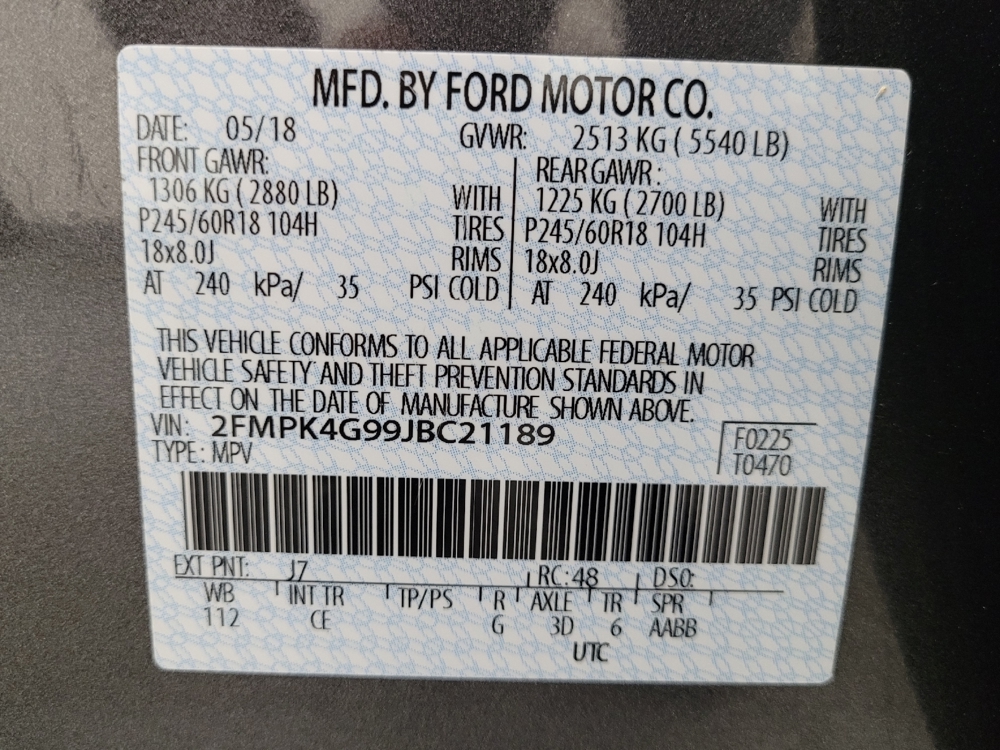 MFD. BY FORD MOTOR CO.
DATE: 05/18 GVWR: 2513 KG ( 5540 LB)
FRONT GAWR: REAR GAWR :
1306 KG ( 2880 LB) WITH 1225 KG ( 2700 LB) WITH
P245/60R18 104H TIRES P245/60R18 104H TIRES
18x8.0J RIMS 18x8.0J RIMS
AT 240 kPa/ 35 PSI COLD AT 240 kPa/ 35 PSI COLD
THIS VEHICLE CONFORMS TO ALL APPLICABLE FEDERAL MOTOR
VEHICLE SAFETY AND THEFT PREVENTION STANDARDS IN
EFFECT ON THE DATE OF MANUFACTURE SHOWN ABOVE.
VIN: 2FMPK4G99JBC21189 F0225
TYPE: MPV T0470
EXT PNT: J7 RC: 48 DSO:
WB INT TR TP/PS R AXLE TR SPR
112 CE G 3D 6 AABB
UTC